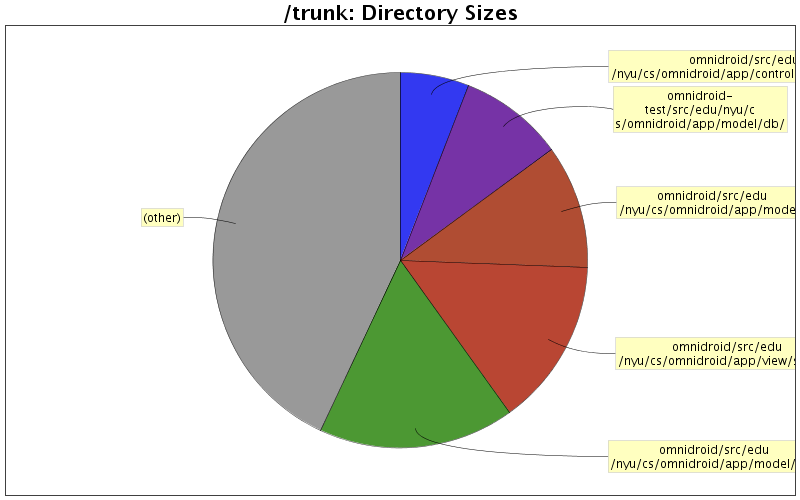 /trunk: Directory Sizes
omnidroid/src/edu
/nyu/cs/omnidroid/app/control
omnidroid-
test/src/edu/nyu/c
s/omnidroid/app/model/db/
omnidroid/src/edu
/nyu/cs/omnidroid/app/mode
(other)
omnidroid/src/edu
/nyu/cs/omnidroid/app/view/s
omnidroid/src/edu
/nyu/cs/omnidroid/app/model/